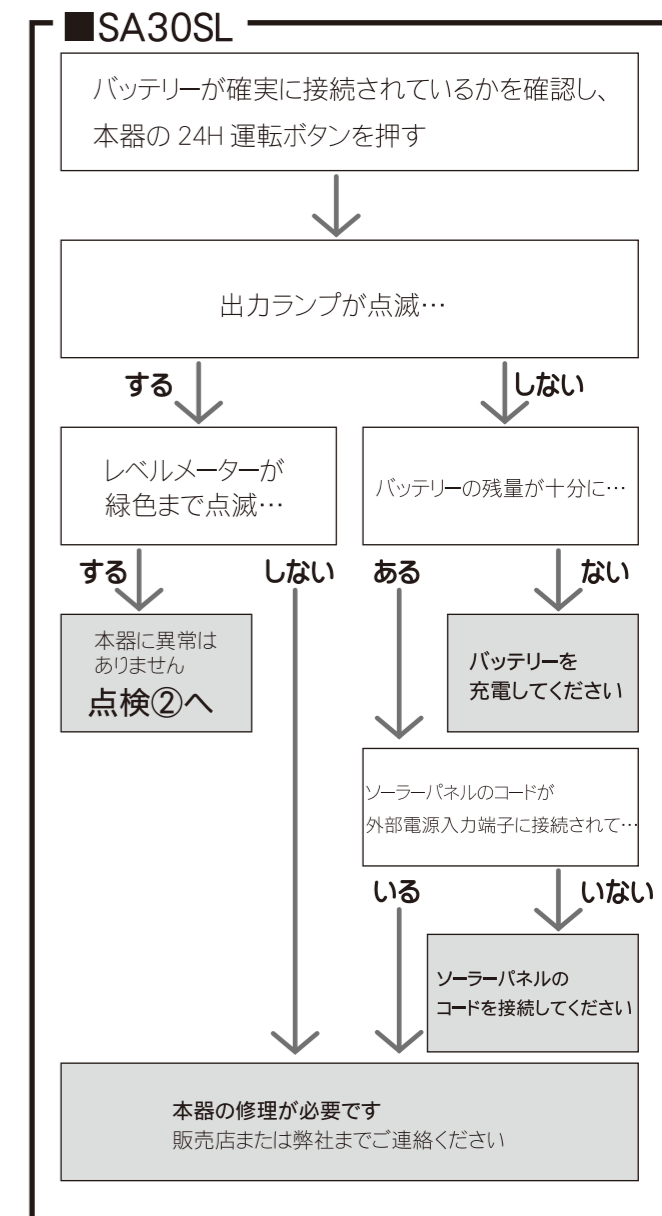 ■SA30SL
バッテリーが確実に接続されているかを確認し、
本器の 24H 運転ボタンを押す
出力ランプが点滅…
する
しない
レベルメーターが
緑色まで点滅…
バッテリーの残量が十分に…
する
しない
ある
ない
本器に異常は
ありません
点検②へ
バッテリーを
充電してください
ソーラーパネルのコードが
外部電源入力端子に接続されて…
いる
いない
ソーラーパネルの
コードを接続してください
本器の修理が必要です
販売店または弊社までご連絡ください